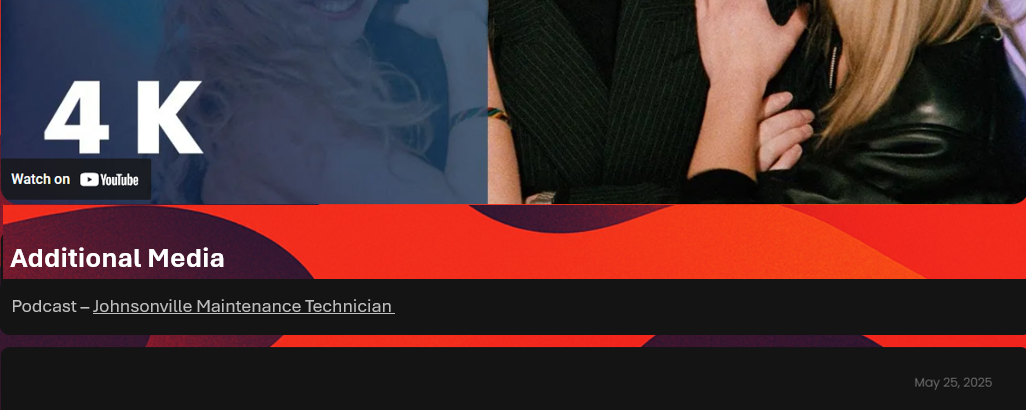 4 K
Watch on YouTube
Additional Media
Podcast – Johnsonville Maintenance Technician
May 25, 2025